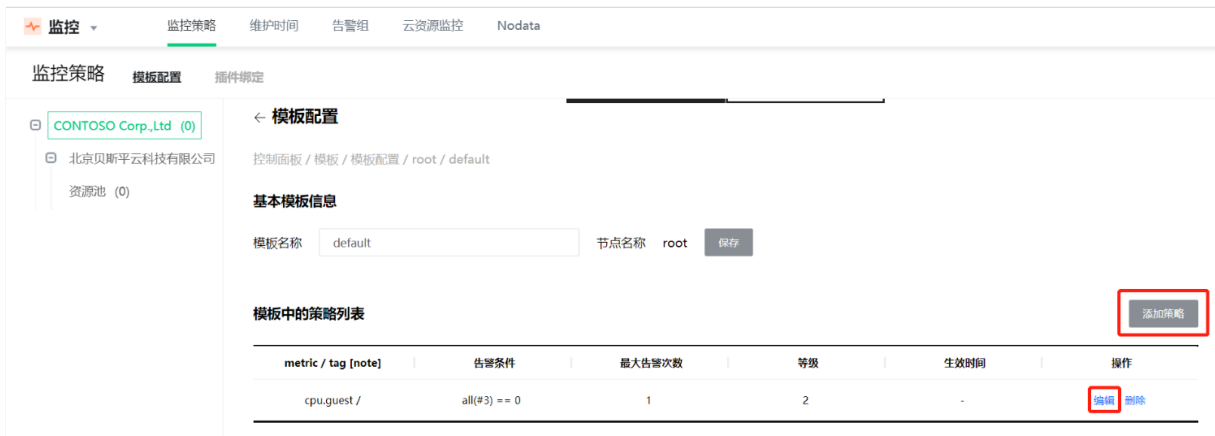 监控 监控策略 维护时间 告警组 云资源监控 Nodata
监控策略 模板配置 插件绑定
CONTOSO Corp.,Ltd (0)
北京贝斯平云科技有限公司
资源池 (0)
← 模板配置
控制面板 / 模板 / 模板配置 / root / default
基本模板信息
模板名称 default 节点名称 root 保存
模板中的策略列表 添加策略
metric / tag [note] 告警条件 最大告警次数 等级 生效时间 操作
cpu.guest / all(#3) == 0 1 2 - 编辑 删除